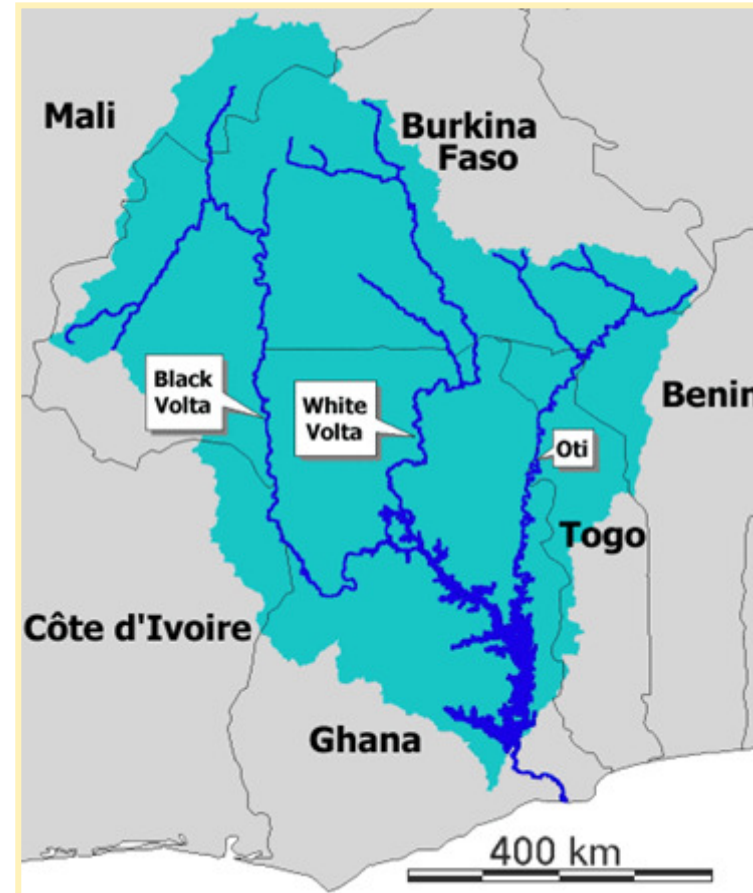 Mali
Burkina
Faso
Black
Volta
White
Volta
Benin
Oti
Togo
Côte d'Ivoire
Ghana
400 km